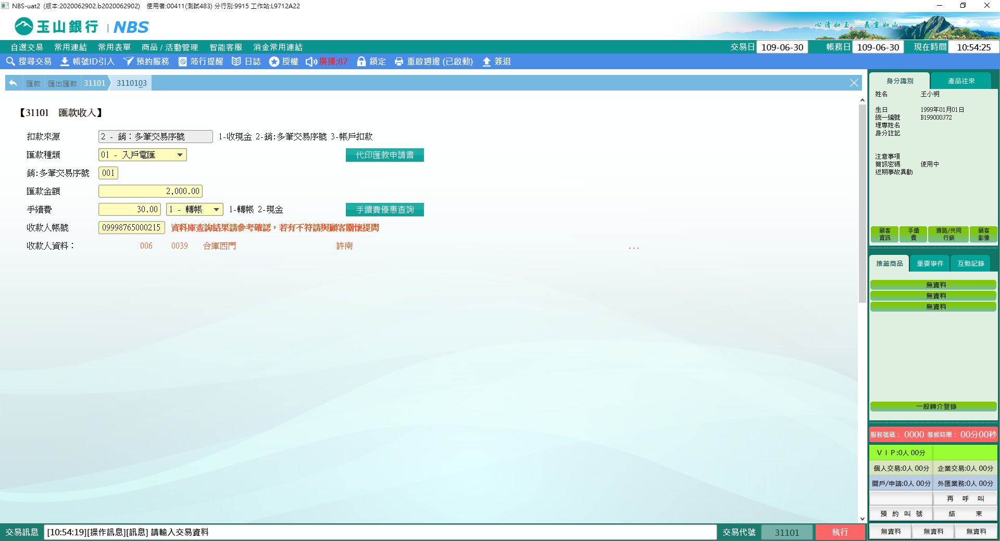 NBS-uat2 (版本:2020062902.b2020062902) 使用者:00411(測試483) 分行別:9915 工作站:L9712A22
玉山銀行 | NBS
心清如玉。 義重如山。
自選交易 常用連結 常用表單 商品 / 活動管理 智能客服 消金常用連結 交易日 109-06-30 帳務日 109-06-30 現在時間 10:54:25
搜尋交易 帳號ID引入 預約服務 蒞行提醒 日誌 授權 廣播:87 鎖定 重啟週邊 (已啟動) 簽退
匯款 匯出匯款 31101 3110103
【31101 匯款收入】
扣款來源 2 - 銷：多筆交易序號 1-收現金 2-銷:多筆交易序號 3-帳戶扣款
匯款種類 01 - 入戶電匯 代印匯款申請書
銷:多筆交易序號 001
匯款金額 2,000.00
手續費 30.00 1 - 轉帳 1-轉帳 2-現金 手續費優惠查詢
收款人帳號 09998765000215 資料庫查詢結果請參考確認，若有不符請與顧客關懷提問
收款人資料： 006 0039 合庫西門 許南 ...
身分識別 產品往來
姓名 王小明
生日 1999年01月01日
統一編號 B199000372
理專姓名
身分註記
注意事項
簡訊密碼 使用中
近期事故異動
顧客資訊 手續費 通路/共同行銷 顧客影像
推薦商品 重要事件 互動記錄
無資料
無資料
無資料
一般轉介登錄
服務號碼： 0000 等候時間： 00分00秒
ＶＩＰ:0人 00分
個人交易:0人 00分 企業交易:0人 00分
開戶/申請:0人 00分 外匯業務:0人 00分
再 呼 叫
預 約 叫 號 結 束
無資料 無資料 無資料
交易訊息 [10:54:19][操作訊息][訊息] 請輸入交易資料 交易代號 31101 執行